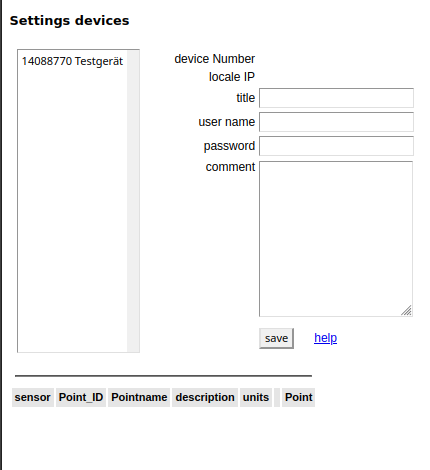 Settings devices
14088770 Testgerät
device Number
locale IP
title
user name
password
comment
save help
sensor Point_ID Pointname description units Point